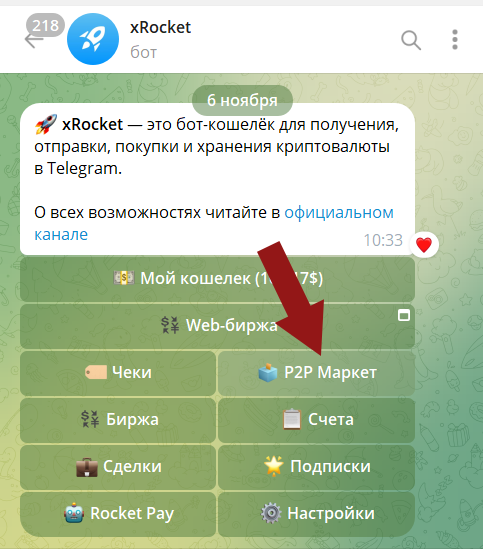 218
xRocket
бот
6 ноября
🚀 xRocket — это бот-кошелёк для получения,
отправки, покупки и хранения криптовалюты
в Telegram.
О всех возможностях читайте в официальном
канале
10:33
Мой кошелек (1 7$)
Web-биржа
Чеки
P2P Маркет
Биржа
Счета
Сделки
Подписки
Rocket Pay
Настройки